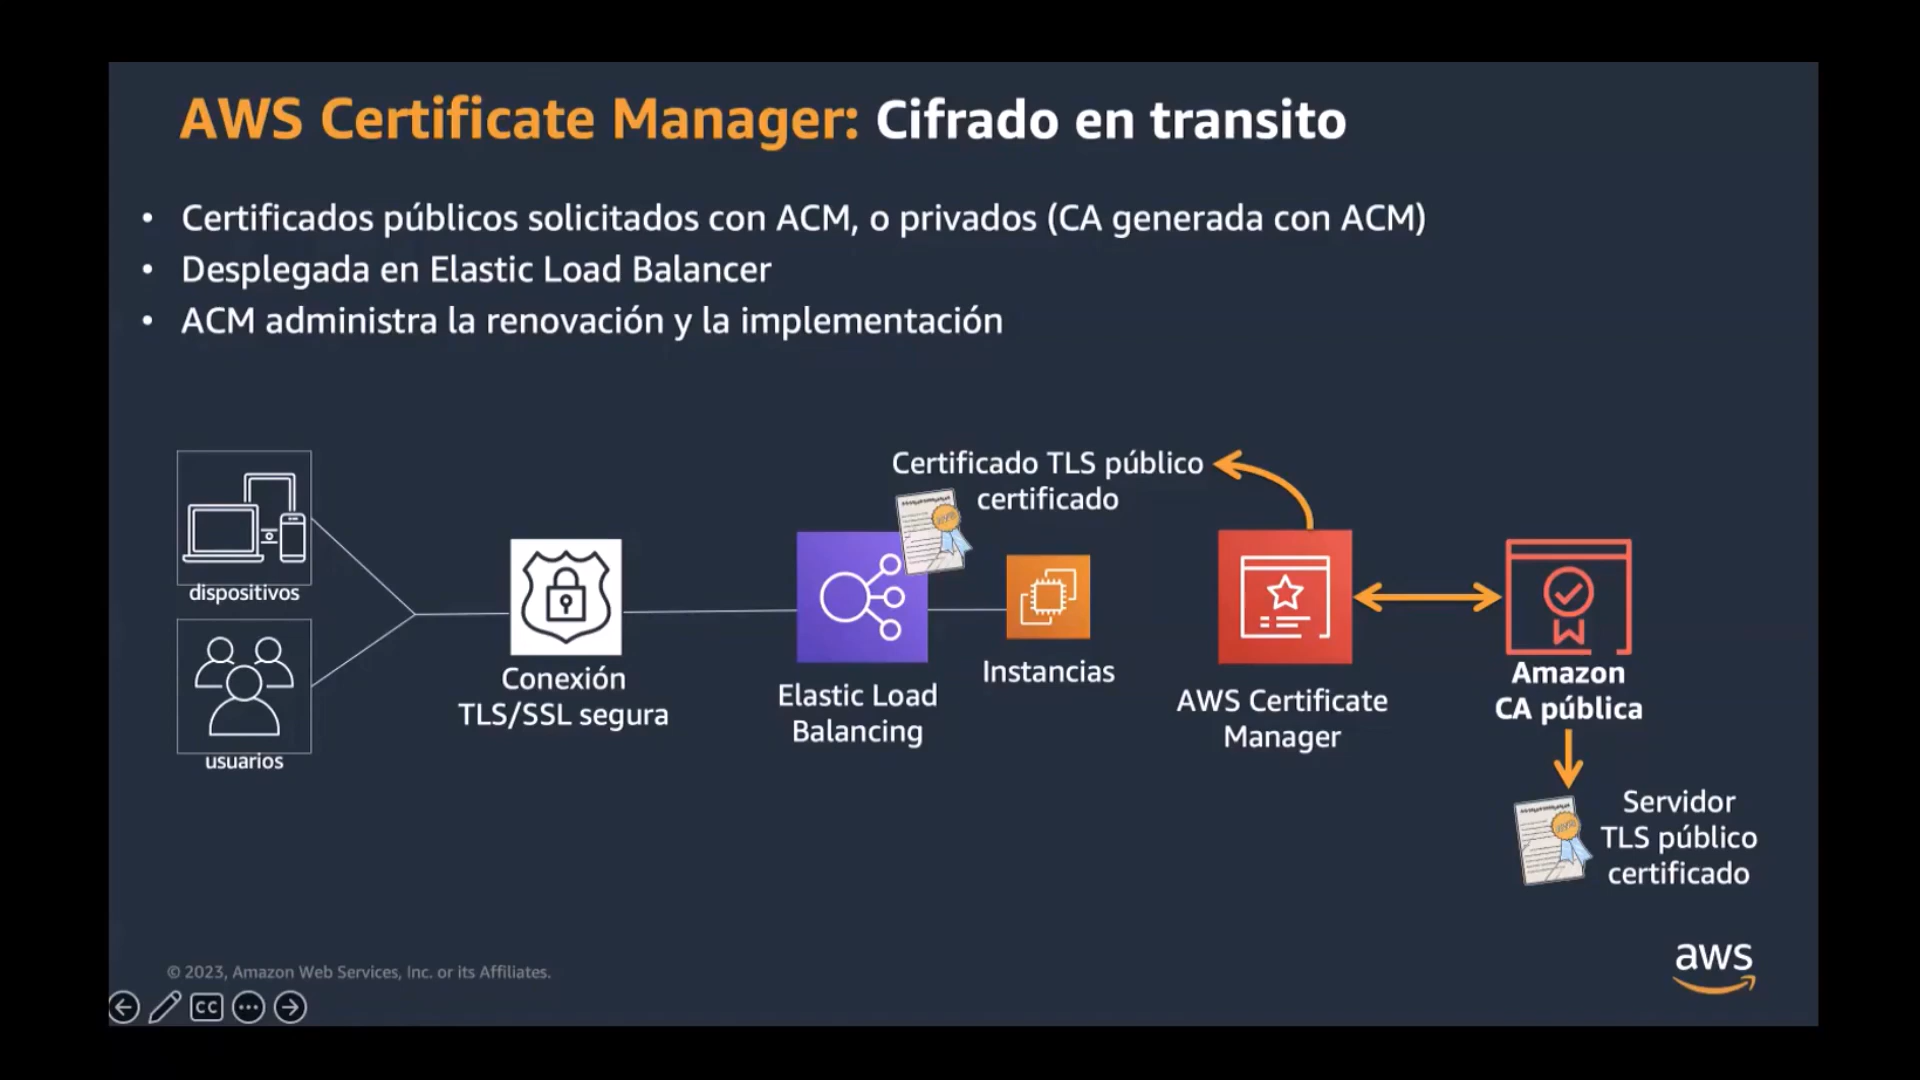 AWS Certificate Manager: Cifrado en transito
• Certificados públicos solicitados con ACM, o privados (CA generada con ACM)
• Desplegada en Elastic Load Balancer
• ACM administra la renovación y la implementación
Certificado TLS público
certificado
dispositivos
usuarios
Conexión
TLS/SSL segura
Elastic Load
Balancing
Instancias
AWS Certificate
Manager
Amazon
CA pública
Servidor
TLS público
certificado
© 2023, Amazon Web Services, Inc. or its Affiliates.
aws
CC